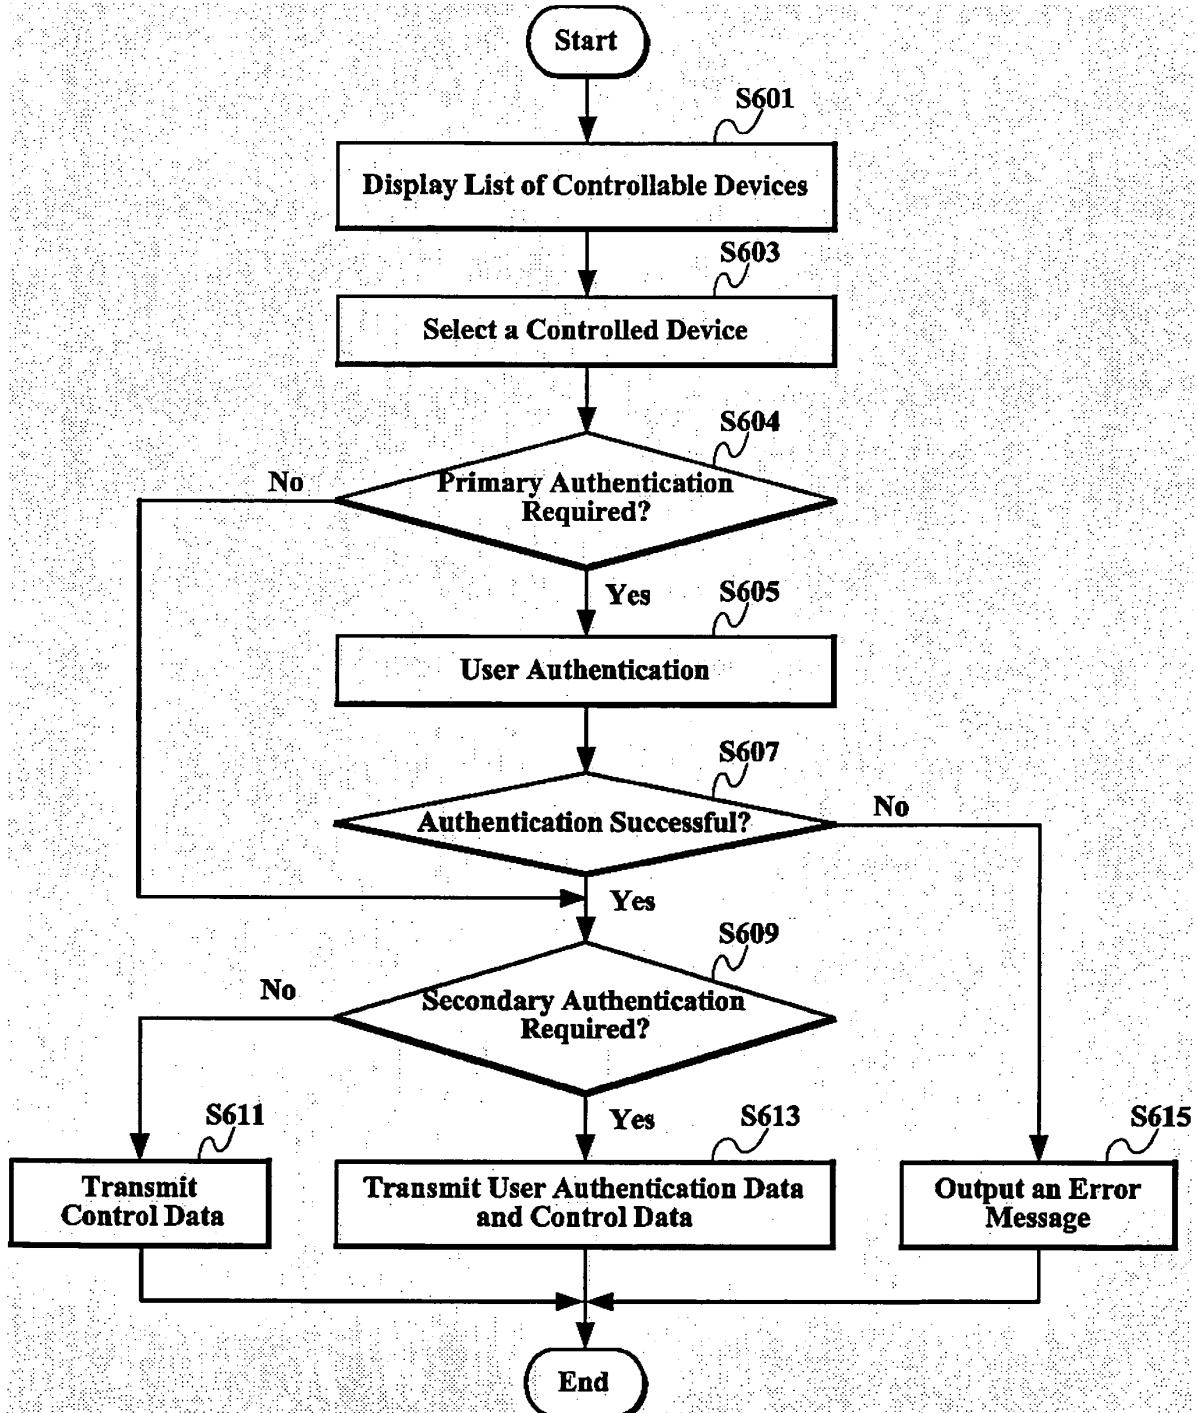 Start
S601
Display List of Controllable Devices
S603
Select a Controlled Device
S604
No
Primary Authentication
Required?
Yes
S605
User Authentication
S607
Authentication Successful?
No
Yes
S609
No
Secondary Authentication
Required?
Yes
S611
S613
S615
Transmit
Control Data
Transmit User Authentication Data
and Control Data
Output an Error
Message
End